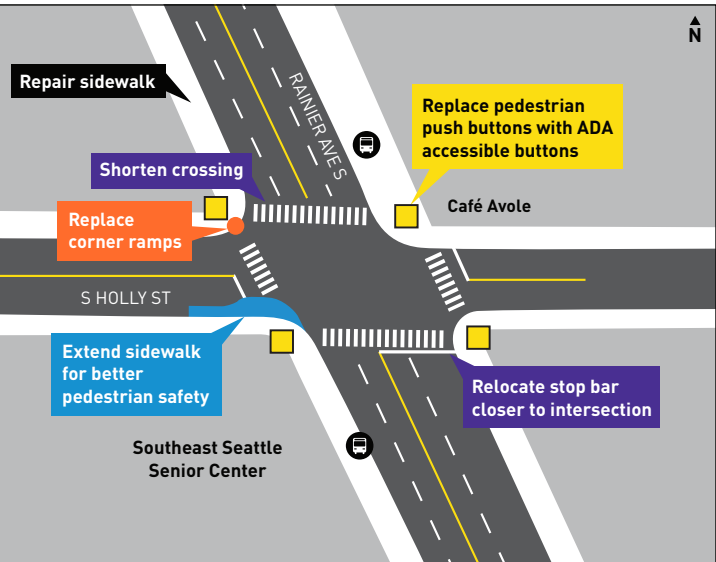 N
Repair sidewalk
RAINIER AVE S
Replace pedestrian
push buttons with ADA
accessible buttons
Shorten crossing
Café Avole
Replace
corner ramps
S HOLLY ST
Extend sidewalk
for better
pedestrian safety
Relocate stop bar
closer to intersection
Southeast Seattle
Senior Center